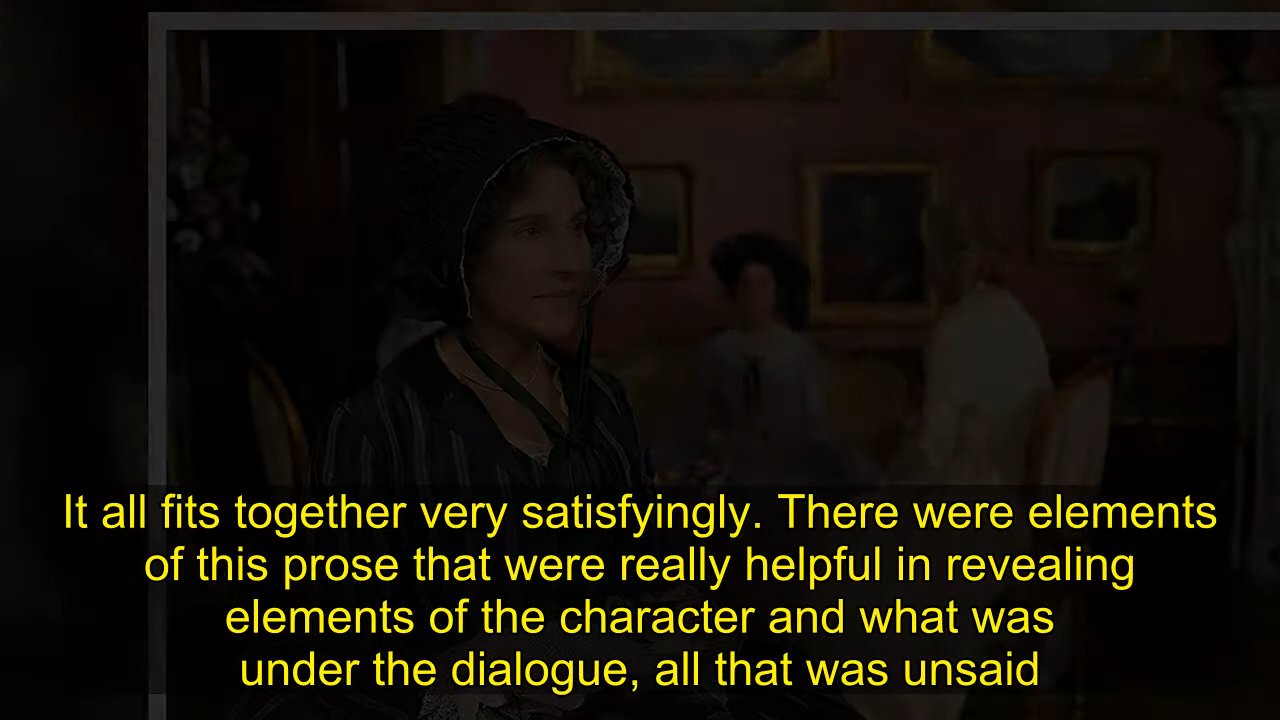 It all fits together very satisfyingly. There were elements
of this prose that were really helpful in revealing
elements of the character and what was
under the dialogue, all that was unsaid